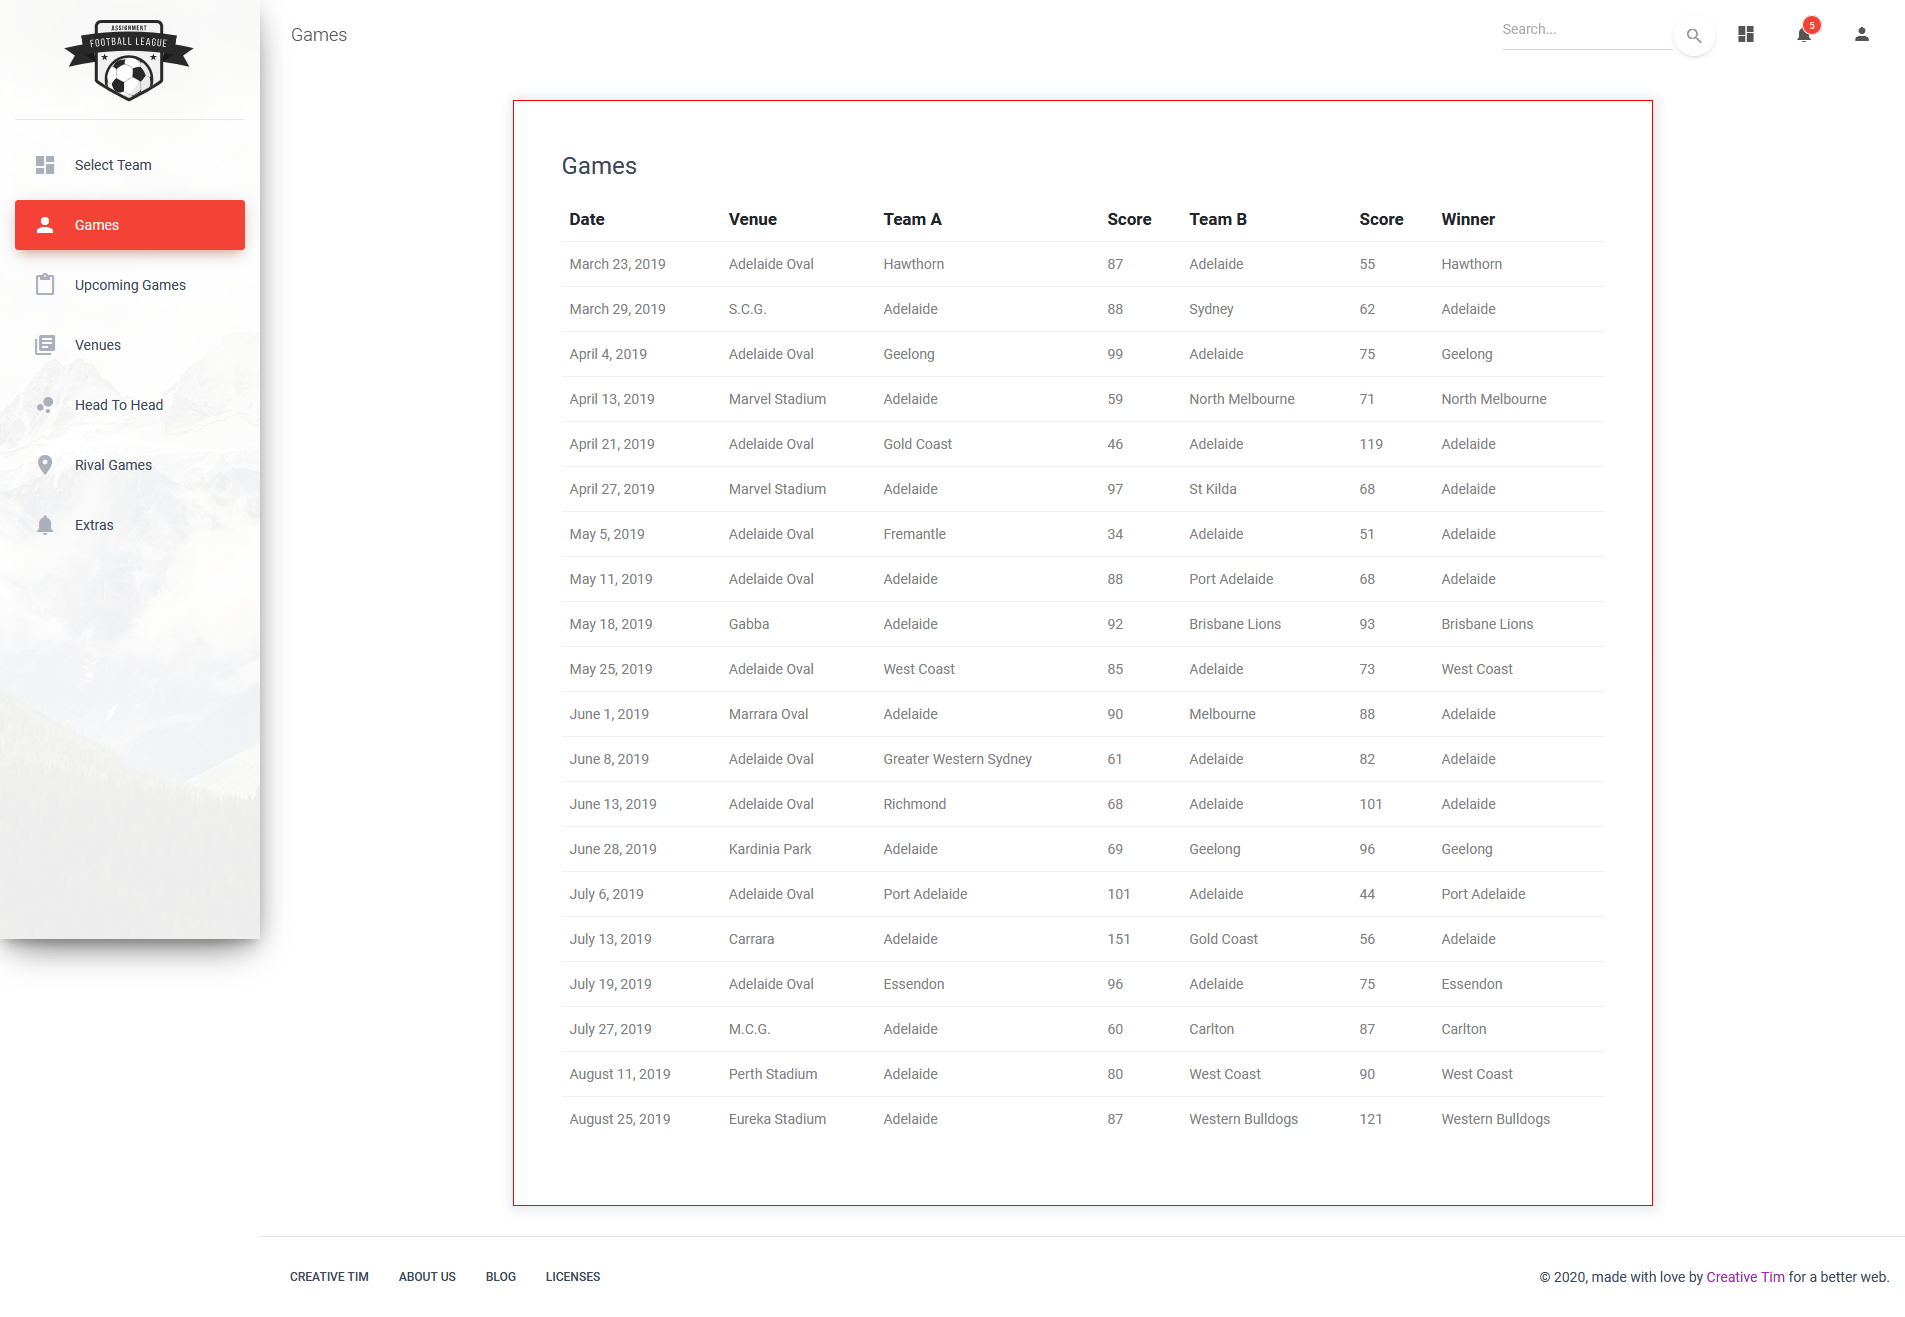 ASSIGNMENT
FOOTBALL LEAGUE
Select Team
Games
Upcoming Games
Venues
Head To Head
Rival Games
Extras
Games
Search...
5
Games
Date Venue Team A Score Team B Score Winner
March 23, 2019 Adelaide Oval Hawthorn 87 Adelaide 55 Hawthorn
March 29, 2019 S.C.G. Adelaide 88 Sydney 62 Adelaide
April 4, 2019 Adelaide Oval Geelong 99 Adelaide 75 Geelong
April 13, 2019 Marvel Stadium Adelaide 59 North Melbourne 71 North Melbourne
April 21, 2019 Adelaide Oval Gold Coast 46 Adelaide 119 Adelaide
April 27, 2019 Marvel Stadium Adelaide 97 St Kilda 68 Adelaide
May 5, 2019 Adelaide Oval Fremantle 34 Adelaide 51 Adelaide
May 11, 2019 Adelaide Oval Adelaide 88 Port Adelaide 68 Adelaide
May 18, 2019 Gabba Adelaide 92 Brisbane Lions 93 Brisbane Lions
May 25, 2019 Adelaide Oval West Coast 85 Adelaide 73 West Coast
June 1, 2019 Marrara Oval Adelaide 90 Melbourne 88 Adelaide
June 8, 2019 Adelaide Oval Greater Western Sydney 61 Adelaide 82 Adelaide
June 13, 2019 Adelaide Oval Richmond 68 Adelaide 101 Adelaide
June 28, 2019 Kardinia Park Adelaide 69 Geelong 96 Geelong
July 6, 2019 Adelaide Oval Port Adelaide 101 Adelaide 44 Port Adelaide
July 13, 2019 Carrara Adelaide 151 Gold Coast 56 Adelaide
July 19, 2019 Adelaide Oval Essendon 96 Adelaide 75 Essendon
July 27, 2019 M.C.G. Adelaide 60 Carlton 87 Carlton
August 11, 2019 Perth Stadium Adelaide 80 West Coast 90 West Coast
August 25, 2019 Eureka Stadium Adelaide 87 Western Bulldogs 121 Western Bulldogs
CREATIVE TIM ABOUT US BLOG LICENSES
© 2020, made with love by Creative Tim for a better web.